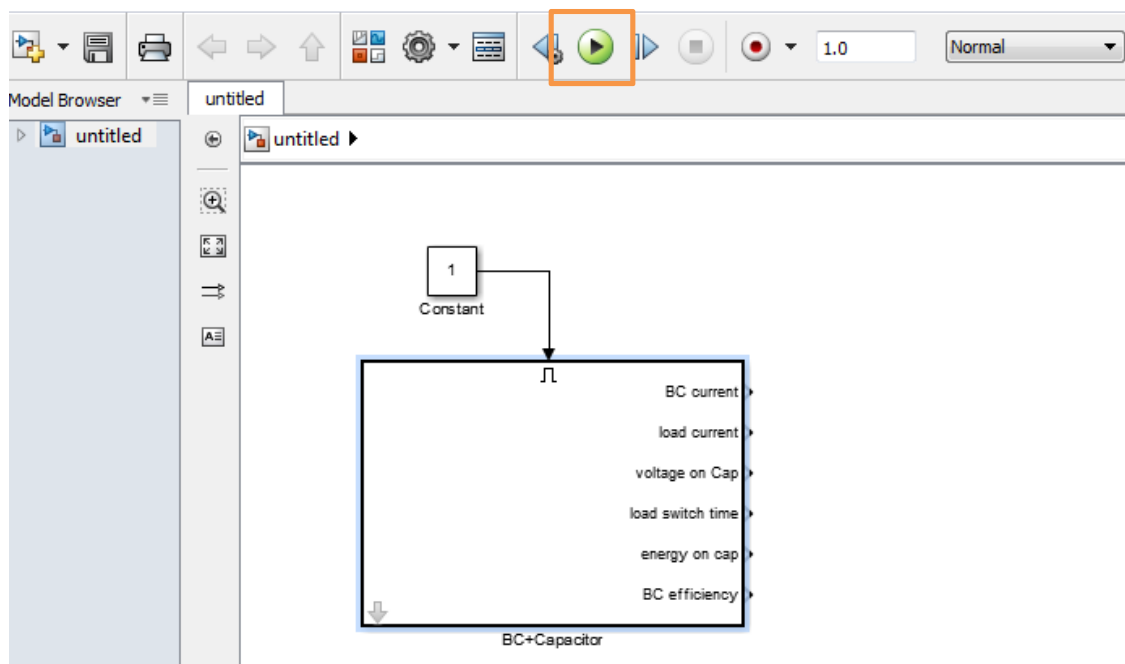 1.0
Normal
Model Browser
untitled
untitled
untitled
1
Constant
BC current
load current
voltage on Cap
load switch time
energy on cap
BC efficiency
BC+Capacitor